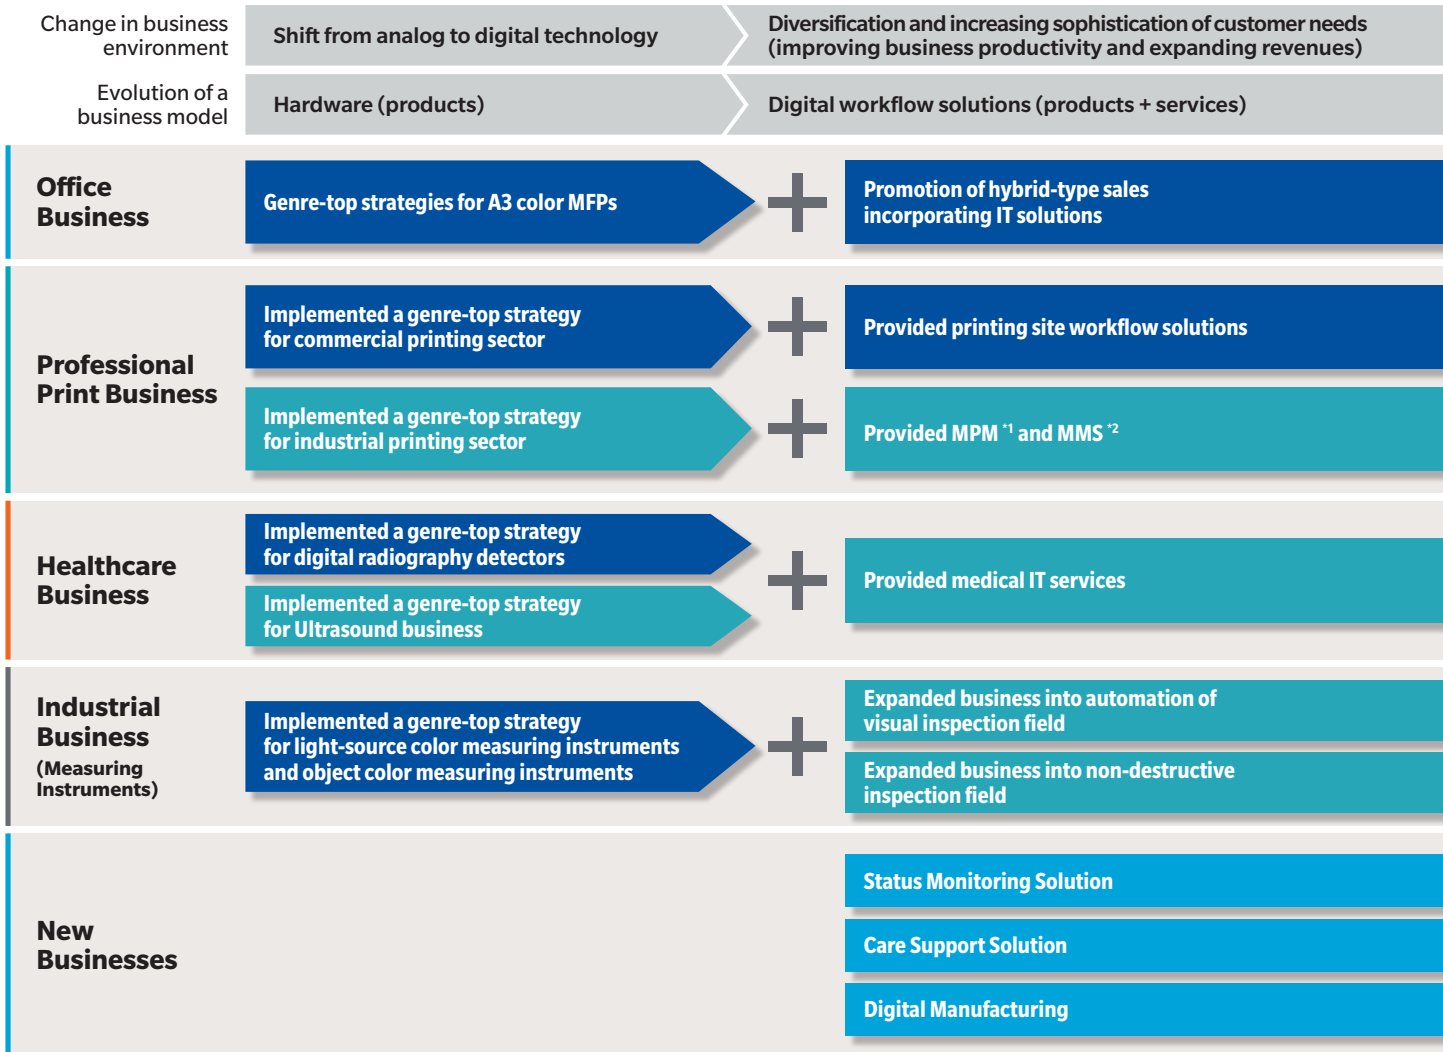 Change in business
environment
Shift from analog to digital technology
Diversification and increasing sophistication of customer needs
(improving business productivity and expanding revenues)
Evolution of a
business model
Hardware (products)
Digital workflow solutions (products + services)
Office
Business
Genre-top strategies for A3 color MFPs
Promotion of hybrid-type sales
incorporating IT solutions
Professional
Print Business
Implemented a genre-top strategy
for commercial printing sector
Provided printing site workflow solutions
Implemented a genre-top strategy
for industrial printing sector
Provided MPM *1 and MMS *2
Healthcare
Business
Implemented a genre-top strategy
for digital radiography detectors
Implemented a genre-top strategy
for Ultrasound business
Provided medical IT services
Industrial
Business
(Measuring
Instruments)
Implemented a genre-top strategy
for light-source color measuring instruments
and object color measuring instruments
Expanded business into automation of
visual inspection field
Expanded business into non-destructive
inspection field
New
Businesses
Status Monitoring Solution
Care Support Solution
Digital Manufacturing